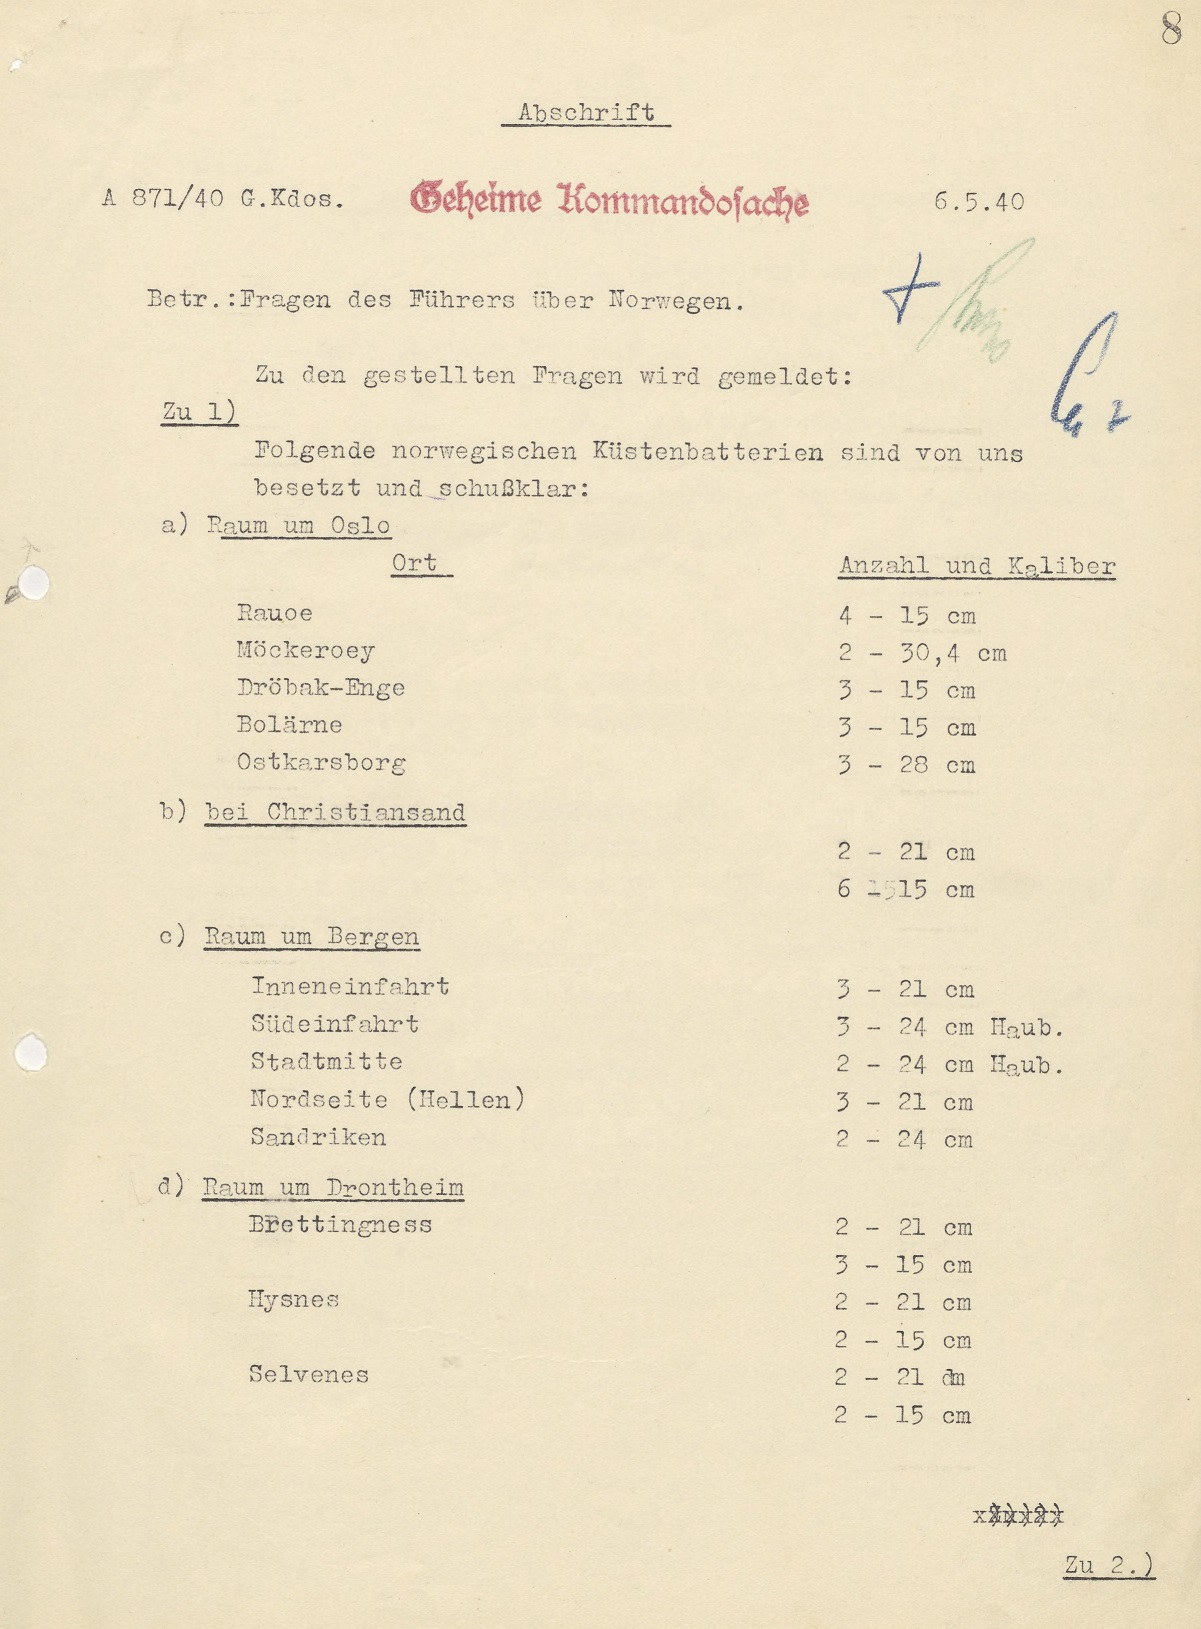 8
Abschrift
A 871/40 G.Kdos. Geheime Kommandosache 6.5.40
Betr.:Fragen des Führers über Norwegen.
Zu den gestellten Fragen wird gemeldet:
Zu 1)
Folgende norwegischen Küstenbatterien sind von uns
besetzt und schußklar:
a) Raum um Oslo
Ort Anzahl und Kaliber
Rauoe 4 - 15 cm
Möckeroey 2 - 30,4 cm
Dröbak-Enge 3 - 15 cm
Bolärne 3 - 15 cm
Ostkarsborg 3 - 28 cm
b) bei Christiansand
2 - 21 cm
6 1515 cm
c) Raum um Bergen
Inneneinfahrt 3 - 21 cm
Südeinfahrt 3 - 24 cm Haub.
Stadtmitte 2 - 24 cm Haub.
Nordseite (Hellen) 3 - 21 cm
Sandriken 2 - 24 cm
d) Raum um Drontheim
Brettingness 2 - 21 cm
3 - 15 cm
Hysnes 2 - 21 cm
2 - 15 cm
Selvenes 2 - 21 cm
2 - 15 cm
Zu 2.)